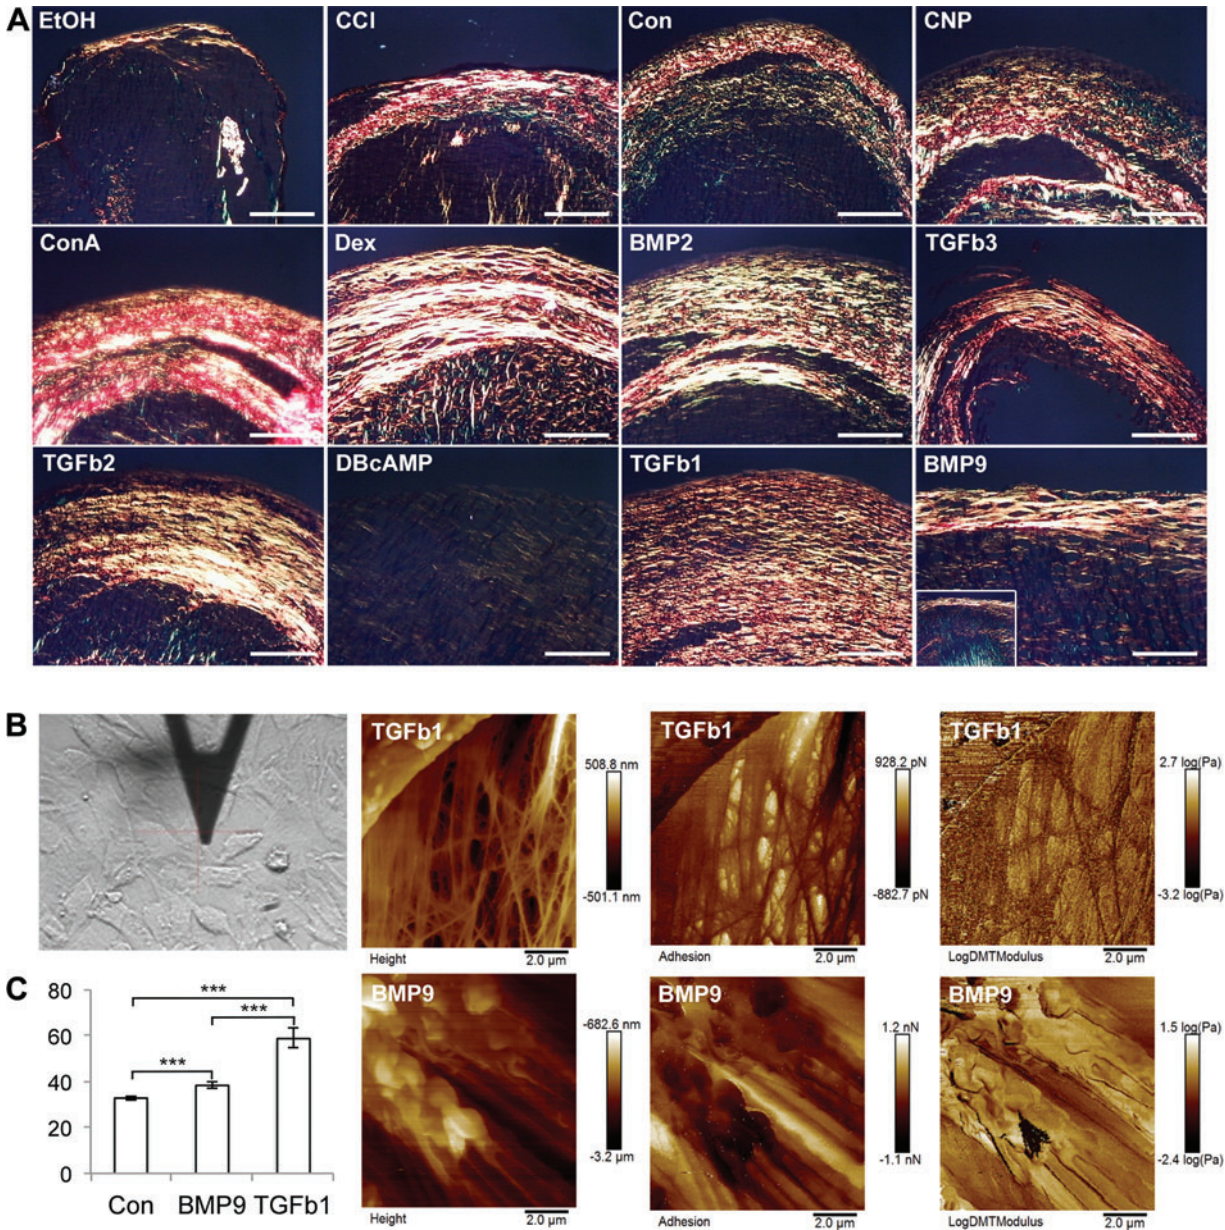 A
EtOH
CCl
Con
CNP
ConA
Dex
BMP2
TGFb3
TGFb2
DBcAMP
TGFb1
BMP9
B
TGFb1
508.8 nm
-501.1 nm
Height
2.0 µm
TGFb1
928.2 pN
-882.7 pN
Adhesion
2.0 µm
TGFb1
2.7 log(Pa)
-3.2 log(Pa)
LogDMTModulus
2.0 µm
C
80
60
40
20
0
***
***
***
Con
BMP9
TGFb1
BMP9
-682.6 nm
-3.2 µm
Height
2.0 µm
BMP9
1.2 nN
-1.1 nN
Adhesion
2.0 µm
BMP9
1.5 log(Pa)
-2.4 log(Pa)
LogDMTModulus
2.0 µm